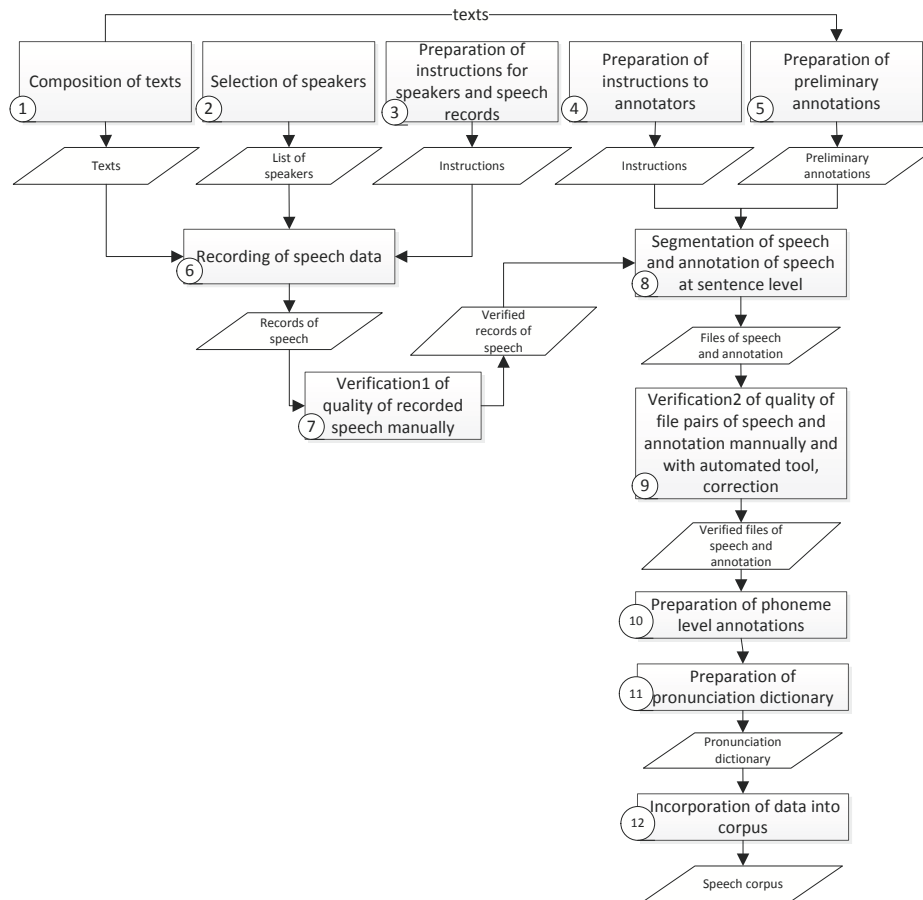 texts
Composition of texts
1
Selection of speakers
2
Preparation of
instructions for
speakers and speech
records
3
Preparation of
instructions to
annotators
4
Preparation of
preliminary
annotations
5
Texts
List of
speakers
Instructions
Instructions
Preliminary
annotations
Recording of speech data
6
Segmentation of speech
and annotation of speech
at sentence level
8
Records of
speech
Verified
records of
speech
Files of speech
and annotation
Verification1 of
quality of recorded
speech manually
7
Verification2 of quality of
file pairs of speech and
annotation mannually and
with automated tool,
correction
9
Verified files of
speech and
annotation
Preparation of phoneme
level annotations
10
Preparation of
pronunciation dictionary
11
Pronunciation
dictionary
Incorporation of data into
corpus
12
Speech corpus